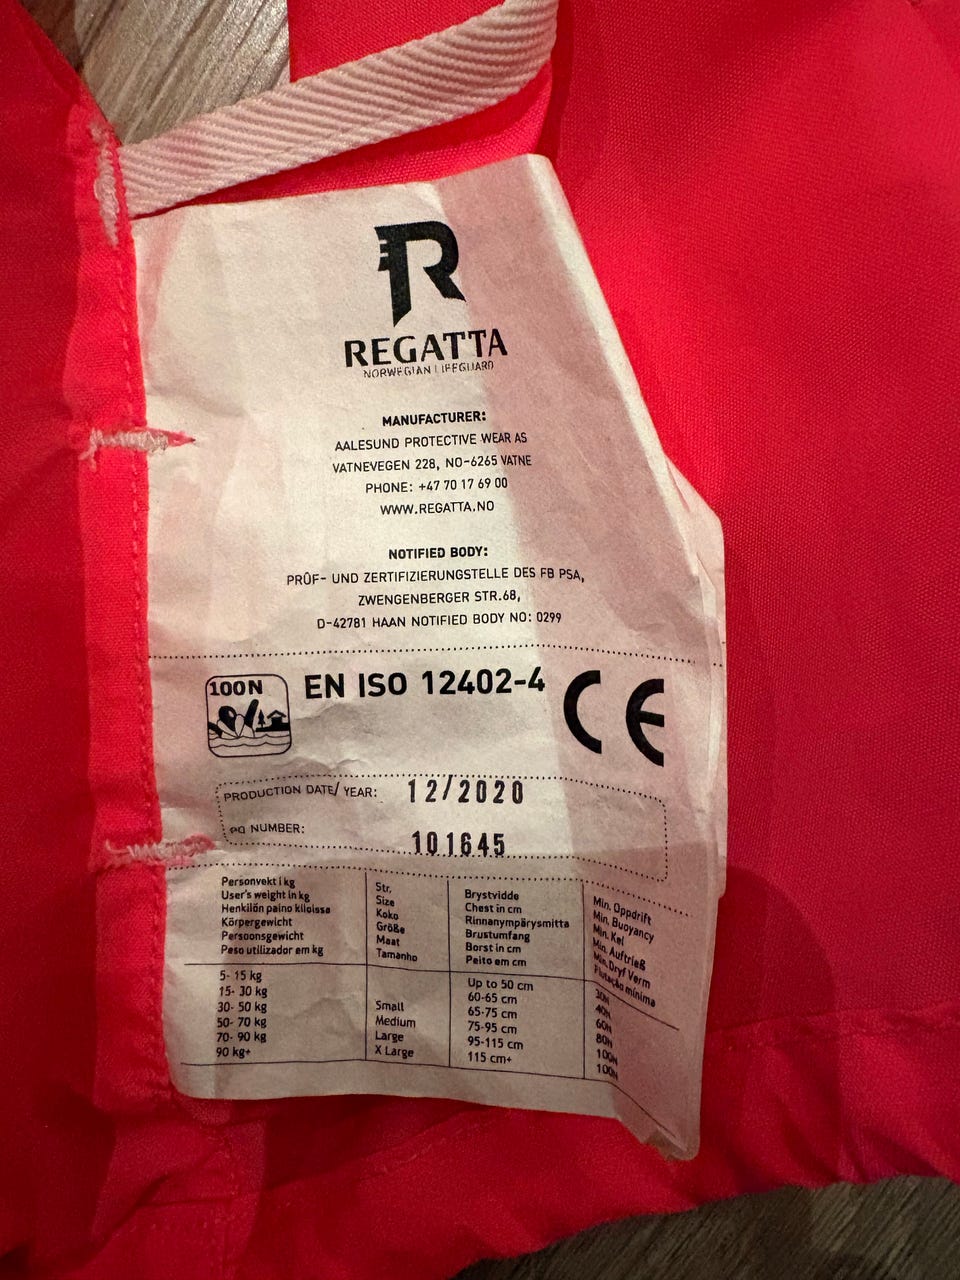 REGATTA
NORWEGIAN LIFEGUARD
MANUFACTURER:
AALESUND PROTECTIVE WEAR AS
VATNEVEGEN 228, NO-6265 VATNE
PHONE: +47 70 17 69 00
WWW.REGATTA.NO
NOTIFIED BODY:
PRÜF- UND ZERTIFIZIERUNGSTELLE DES FB PSA,
ZWENGENBERGER STR.68,
D-42781 HAAN NOTIFIED BODY NO: 0299
100N EN ISO 12402-4 CE
PRODUCTION DATE/ YEAR: 12/2020
PO NUMBER: 101645
Personvekt i kg Str. Brystvidde Min. Oppdrift
User's weight in kg Size Chest in cm Min. Buoyancy
Henkilön paino kiloissa Koko Rinnanympärysmitta Min. Kel
Körpergewicht Größe Brustumfang Min. Auftrieß
Persoonsgewicht Maat Borst in cm Min. Dryf Verm
Peso utilizador em kg Tamanho Peito em cm Flutação mínima
5- 15 kg Up to 50 cm 30N
15- 30 kg 60-65 cm 40N
30- 50 kg Small 65-75 cm 60N
50- 70 kg Medium 75-95 cm 80N
70- 90 kg Large 95-115 cm 100N
90 kg+ X Large 115 cm+ 100N